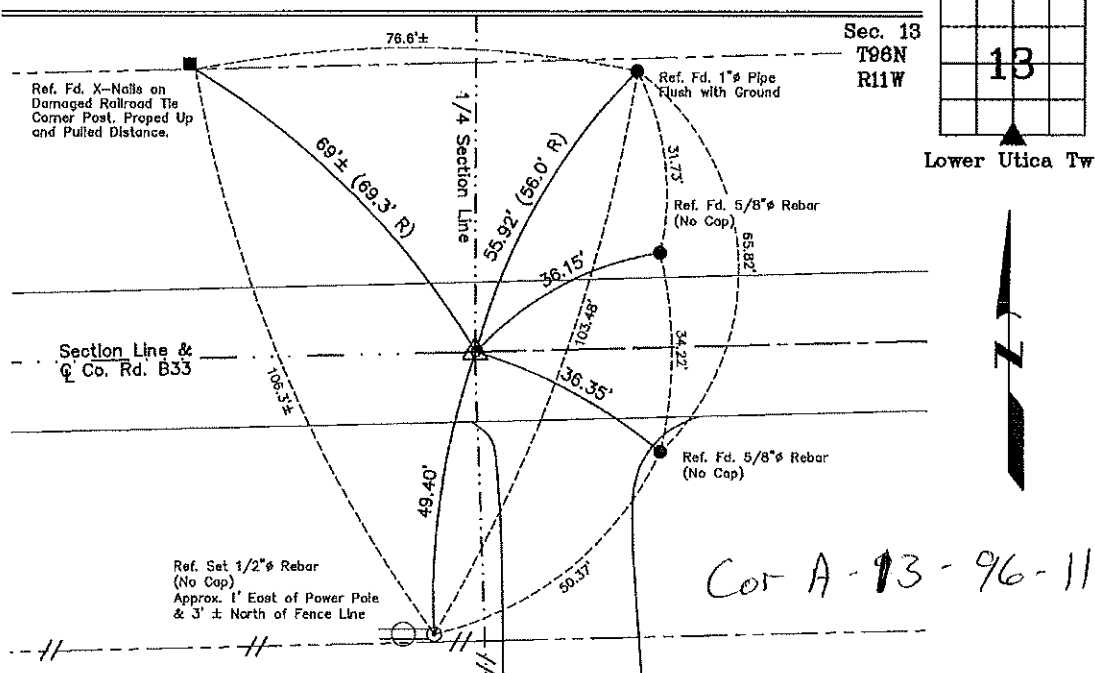 Sec. 13
T96N
R11W
13
Lower Utica Tw
76.6'±
Ref. Fd. X-Nails on
Damaged Railroad Tie
Corner Post. Proped Up
and Pulled Distance.
1/4 Section Line
Ref. Fd. 1"ø Pipe
Flush with Ground
69'± (69.3' R)
55.92' (56.0' R)
31.73'
Ref. Fd. 5/8"ø Rebar
(No Cap)
65.82'
36.15'
103.48'
34.22'
Section Line &
℄ Co. Rd. B33
N
106.3'±
36.35'
Ref. Fd. 5/8"ø Rebar
(No Cap)
49.40'
Ref. Set 1/2"ø Rebar
(No Cap)
Approx. 1' East of Power Pole
& 3' ± North of Fence Line
50.37'
Cor A-13-96-11